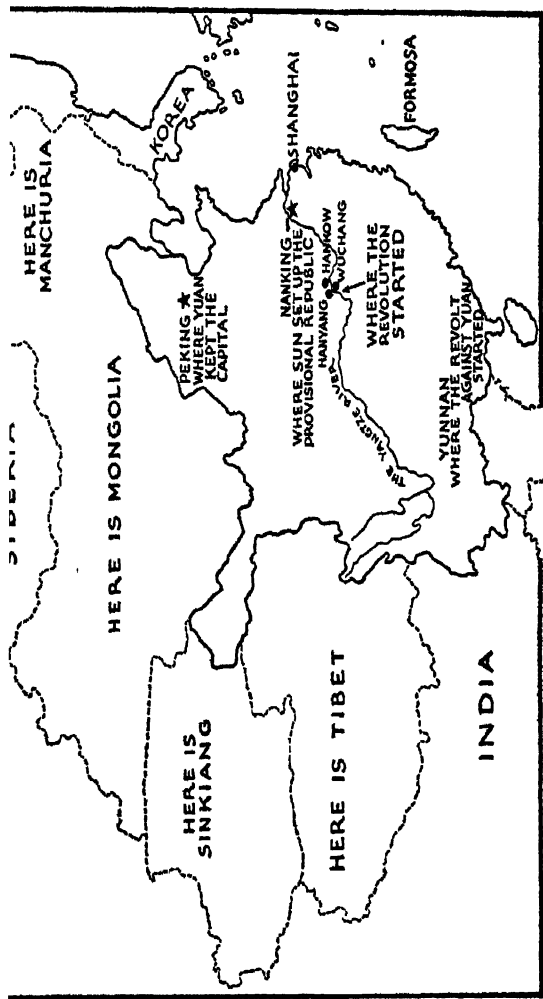 SIBERIA
HERE IS
MANCHURIA
HERE IS MONGOLIA
KOREA
HERE IS
SINKIANG
PEKING
WHERE YUAN
KEPT THE
CAPITAL
NANKING
WHERE SUN SET UP THE
PROVISIONAL REPUBLIC
SHANGHAI
HANYANG
HANKOW
WUCHANG
HERE IS TIBET
THE YANGTZE RIVER
WHERE THE
REVOLUTION
STARTED
FORMOSA
YUNNAN
WHERE THE REVOLT
AGAINST YUAN
STARTED
INDIA